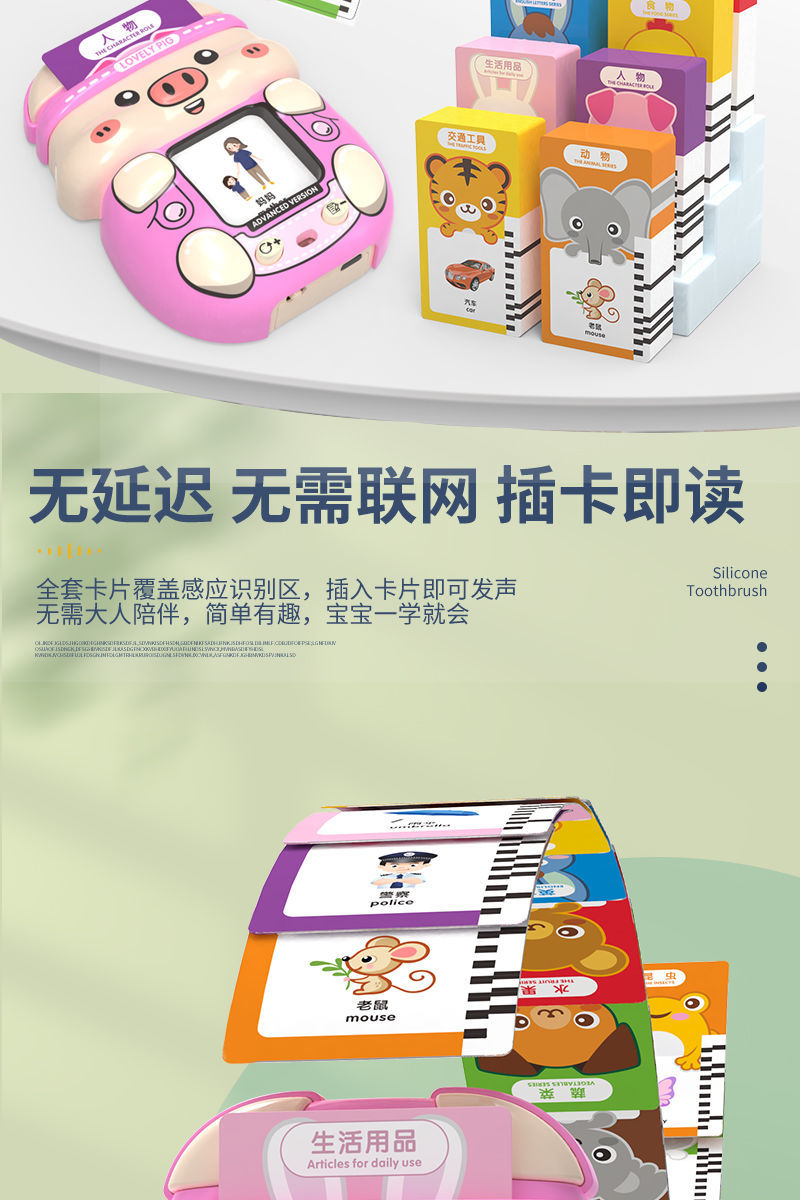 人 物
THE CHARACTER ROLE
LOVELY PIG
妈妈
ADVANCED VERSION
ENGLISH LETTERS SERIES
食 物
THE FOOD SERIES
生活用品
Articles for daily use
人 物
THE CHARACTER ROLE
交通工具
THE TRAFFIC TOOLS
动 物
THE ANIMAL SERIES
汽车
car
老鼠
mouse
无延迟 无需联网 插卡即读
全套卡片覆盖感应识别区，插入卡片即可发声
无需大人陪伴，简单有趣，宝宝一学就会
Silicone
Toothbrush
umbrella
警察
police
老鼠
mouse
水 果
THE FRUIT SERIES
蔬 菜
VEGETABLES SERIES
生活用品
Articles for daily use